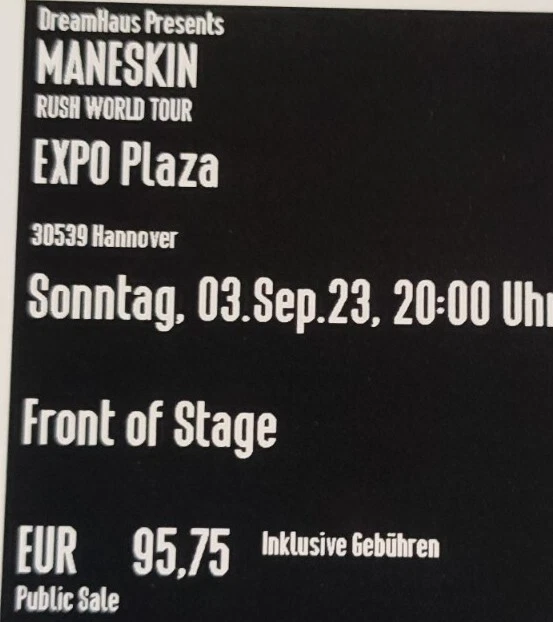 DreamHaus Presents
MANESKIN
RUSH WORLD TOUR
EXPO Plaza
30539 Hannover
Sonntag, 03.Sep.23, 20:00 Uhr
Front of Stage
EUR 95,75 Inklusive Gebühren
Public Sale